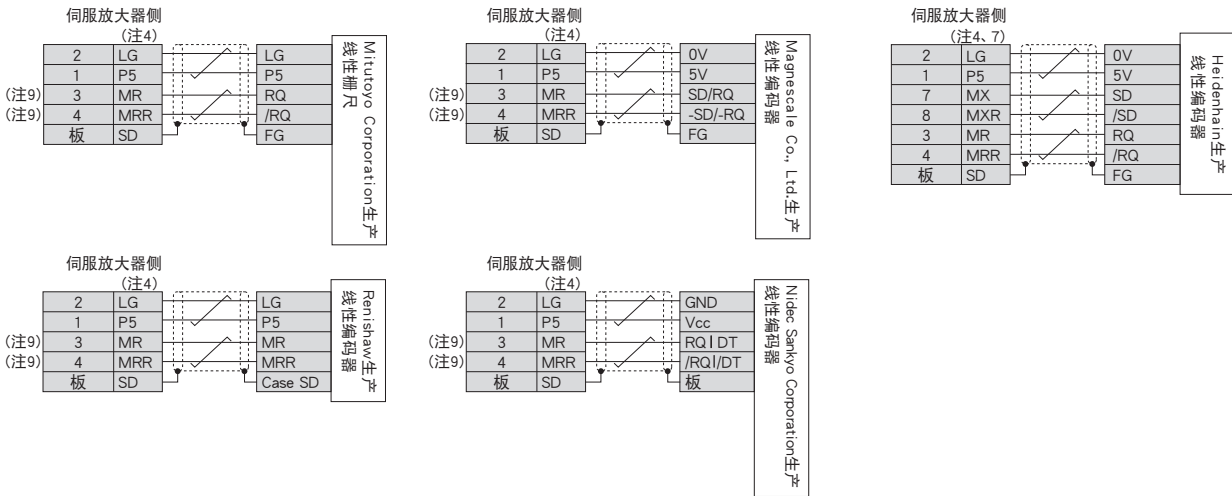 伺服放大器侧
(注4)
2 LG LG
1 P5 P5
(注9) 3 MR RQ
(注9) 4 MRR /RQ
板 SD FG
Mitutoyo Corporation生产
线性栅尺
伺服放大器侧
(注4)
2 LG 0V
1 P5 5V
(注9) 3 MR SD/RQ
(注9) 4 MRR -SD/-RQ
板 SD FG
Magnescale Co., Ltd.生产
线性编码器
伺服放大器侧
(注4、7)
2 LG 0V
1 P5 5V
7 MX SD
8 MXR /SD
3 MR RQ
4 MRR /RQ
板 SD FG
Heidenhain生产
线性编码器
伺服放大器侧
(注4)
2 LG LG
1 P5 P5
(注9) 3 MR MR
(注9) 4 MRR MRR
板 SD Case SD
Renishaw生产
线性编码器
伺服放大器侧
(注4)
2 LG GND
1 P5 Vcc
(注9) 3 MR RQ|DT
(注9) 4 MRR /RQ|/DT
板 SD 板
Nidec Sankyo Corporation生产
线性编码器